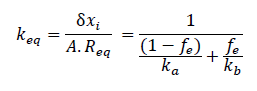 k_eq = δx_i / A.R_eq = 1 / ((1 − f_e) / k_a + f_e / k_b)